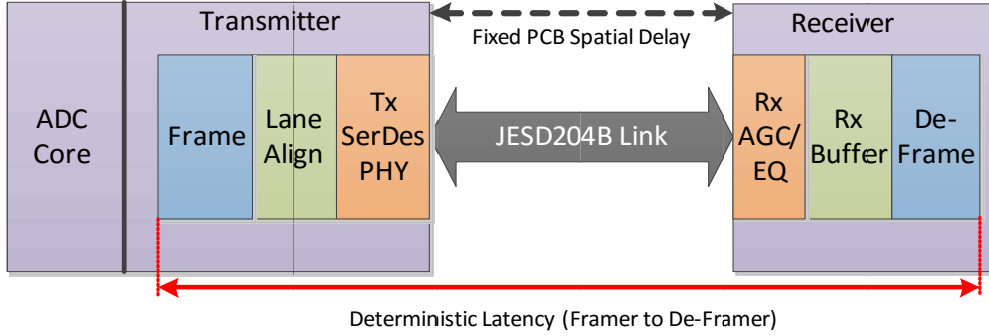 Transmitter
Fixed PCB Spatial Delay
Receiver
ADC
Core
Frame
Lane
Align
Tx
SerDes
PHY
JESD204B Link
Rx
AGC/
EQ
Rx
Buffer
De-
Frame
Deterministic Latency (Framer to De-Framer)